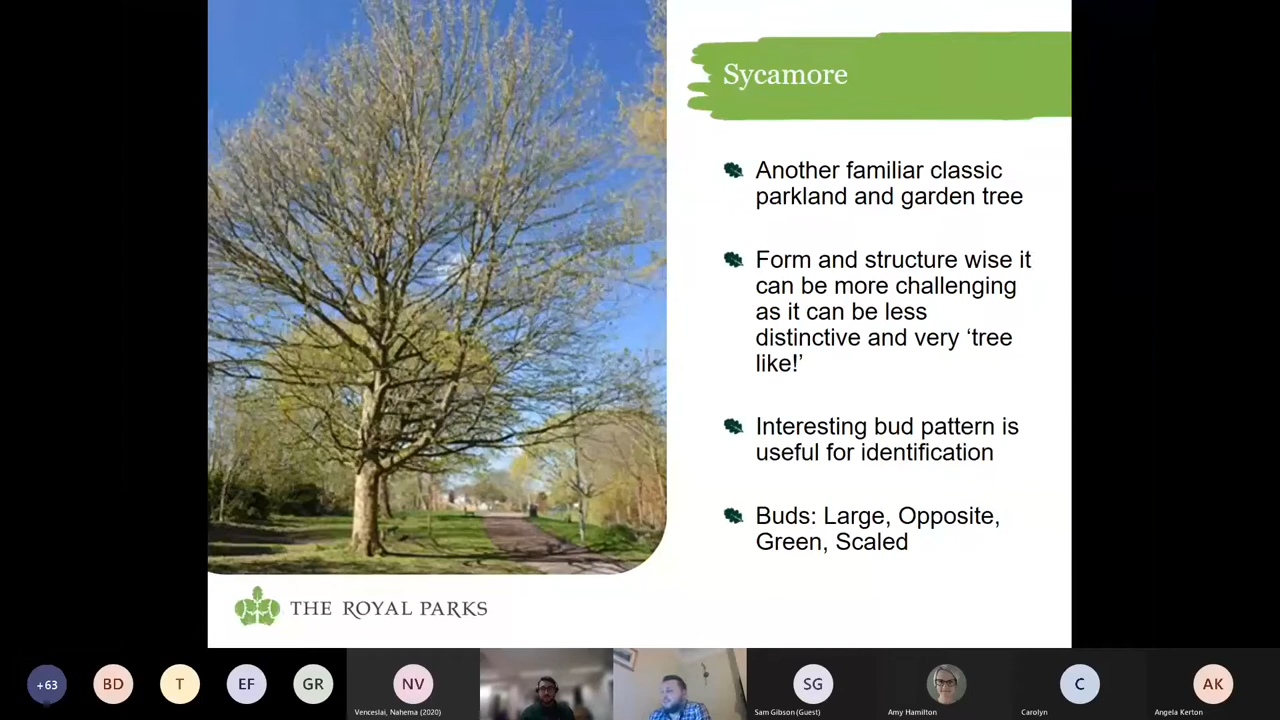 Sycamore
Another familiar classic
parkland and garden tree
Form and structure wise it
can be more challenging
as it can be less
distinctive and very ‘tree
like!’
Interesting bud pattern is
useful for identification
Buds: Large, Opposite,
Green, Scaled
THE ROYAL PARKS
+63
BD
T
EF
GR
NV
SG
C
AK
Venceslai, Nahema (2020)
Sam Gibson (Guest)
Amy Hamilton
Carolyn
Angela Kerton